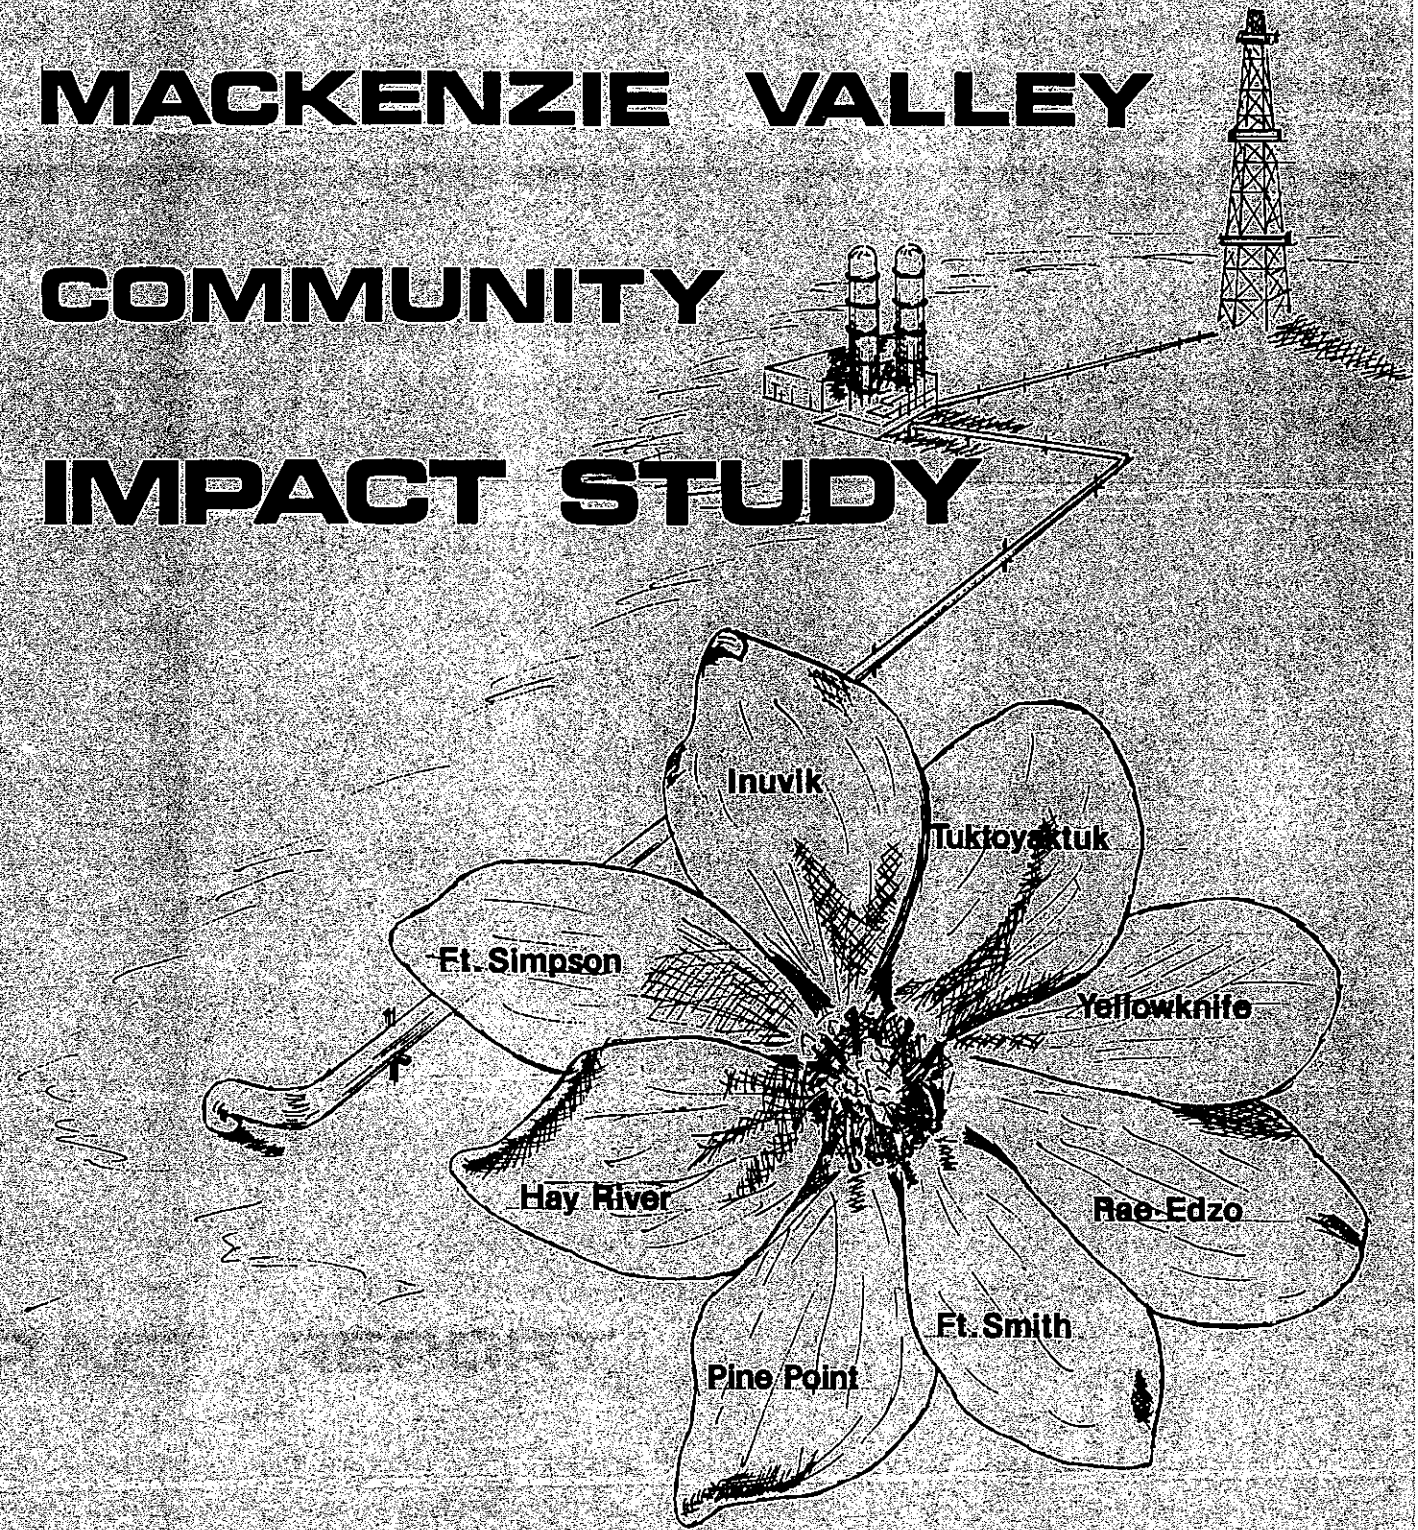 MACKENZIE VALLEY
COMMUNITY
IMPACT STUDY
Inuvik
Tuktoyaktuk
Ft. Simpson
Yellowknife
Hay River
Rae-Edzo
Ft. Smith
Pine Point